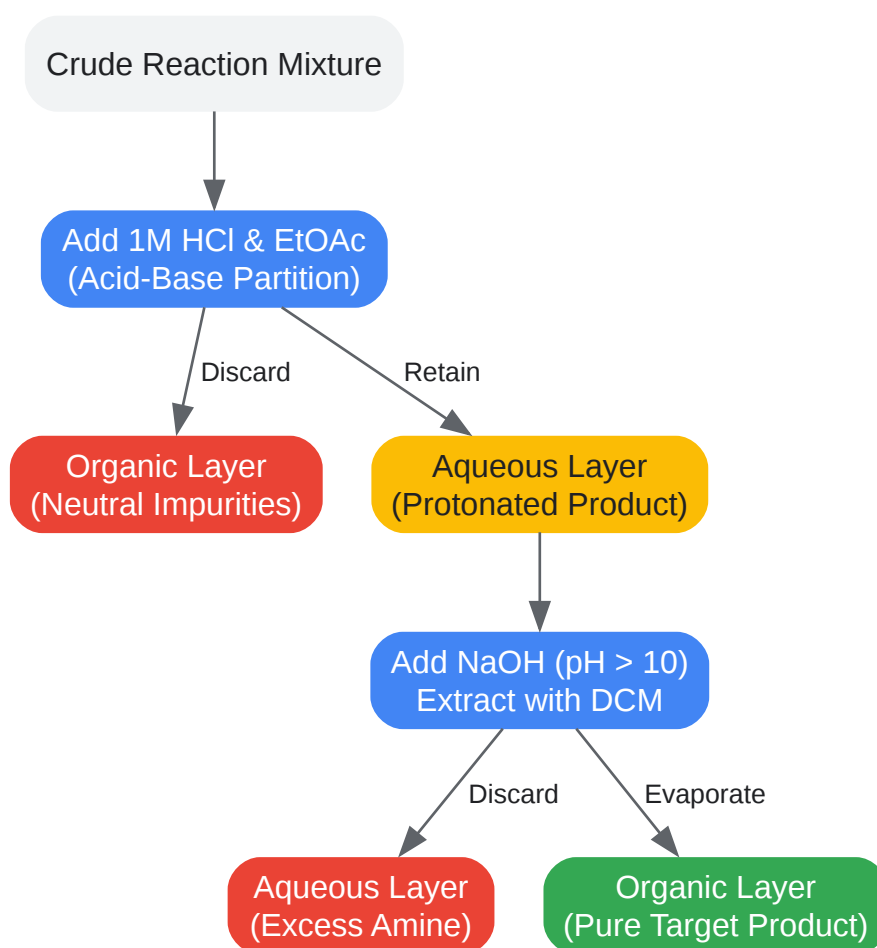 Crude Reaction Mixture
Add 1M HCl & EtOAc
(Acid-Base Partition)
Discard
Retain
Organic Layer
(Neutral Impurities)
Aqueous Layer
(Protonated Product)
Add NaOH (pH > 10)
Extract with DCM
Discard
Evaporate
Aqueous Layer
(Excess Amine)
Organic Layer
(Pure Target Product)